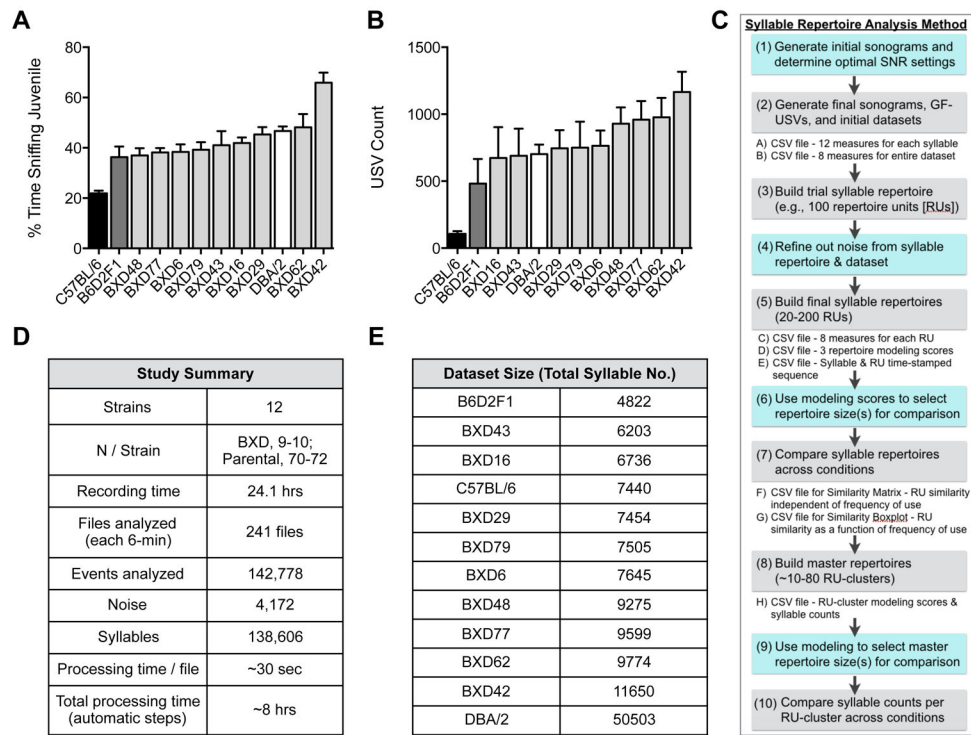 A
% Time Sniffing Juvenile
80
60
40
20
0
C57BL/6
B6D2F1
BXD48
BXD77
BXD6
BXD79
BXD43
BXD16
BXD29
DBA/2
BXD62
BXD42
B
USV Count
1500
1000
500
0
C57BL/6
B6D2F1
BXD16
BXD43
DBA/2
BXD29
BXD79
BXD6
BXD48
BXD77
BXD62
BXD42
C
Syllable Repertoire Analysis Method
(1) Generate initial sonograms and
determine optimal SNR settings
(2) Generate final sonograms, GF-
USVs, and initial datasets
A) CSV file - 12 measures for each syllable
B) CSV file - 8 measures for entire dataset
(3) Build trial syllable repertoire
(e.g., 100 repertoire units [RUs])
(4) Refine out noise from syllable
repertoire & dataset
(5) Build final syllable repertoires
(20-200 RUs)
C) CSV file - 8 measures for each RU
D) CSV file - 3 repertoire modeling scores
E) CSV file - Syllable & RU time-stamped
sequence
(6) Use modeling scores to select
repertoire size(s) for comparison
(7) Compare syllable repertoires
across conditions
F) CSV file for Similarity Matrix - RU similarity
independent of frequency of use
G) CSV file for Similarity Boxplot - RU
similarity as a function of frequency of use
(8) Build master repertoires
(~10-80 RU-clusters)
H) CSV file - RU-cluster modeling scores &
syllable counts
(9) Use modeling to select master
repertoire size(s) for comparison
(10) Compare syllable counts per
RU-cluster across conditions
D
Study Summary
Strains 12
N / Strain BXD, 9-10;
Parental, 70-72
Recording time 24.1 hrs
Files analyzed
(each 6-min) 241 files
Events analyzed 142,778
Noise 4,172
Syllables 138,606
Processing time / file ~30 sec
Total processing time
(automatic steps) ~8 hrs
E
Dataset Size (Total Syllable No.)
B6D2F1 4822
BXD43 6203
BXD16 6736
C57BL/6 7440
BXD29 7454
BXD79 7505
BXD6 7645
BXD48 9275
BXD77 9599
BXD62 9774
BXD42 11650
DBA/2 50503